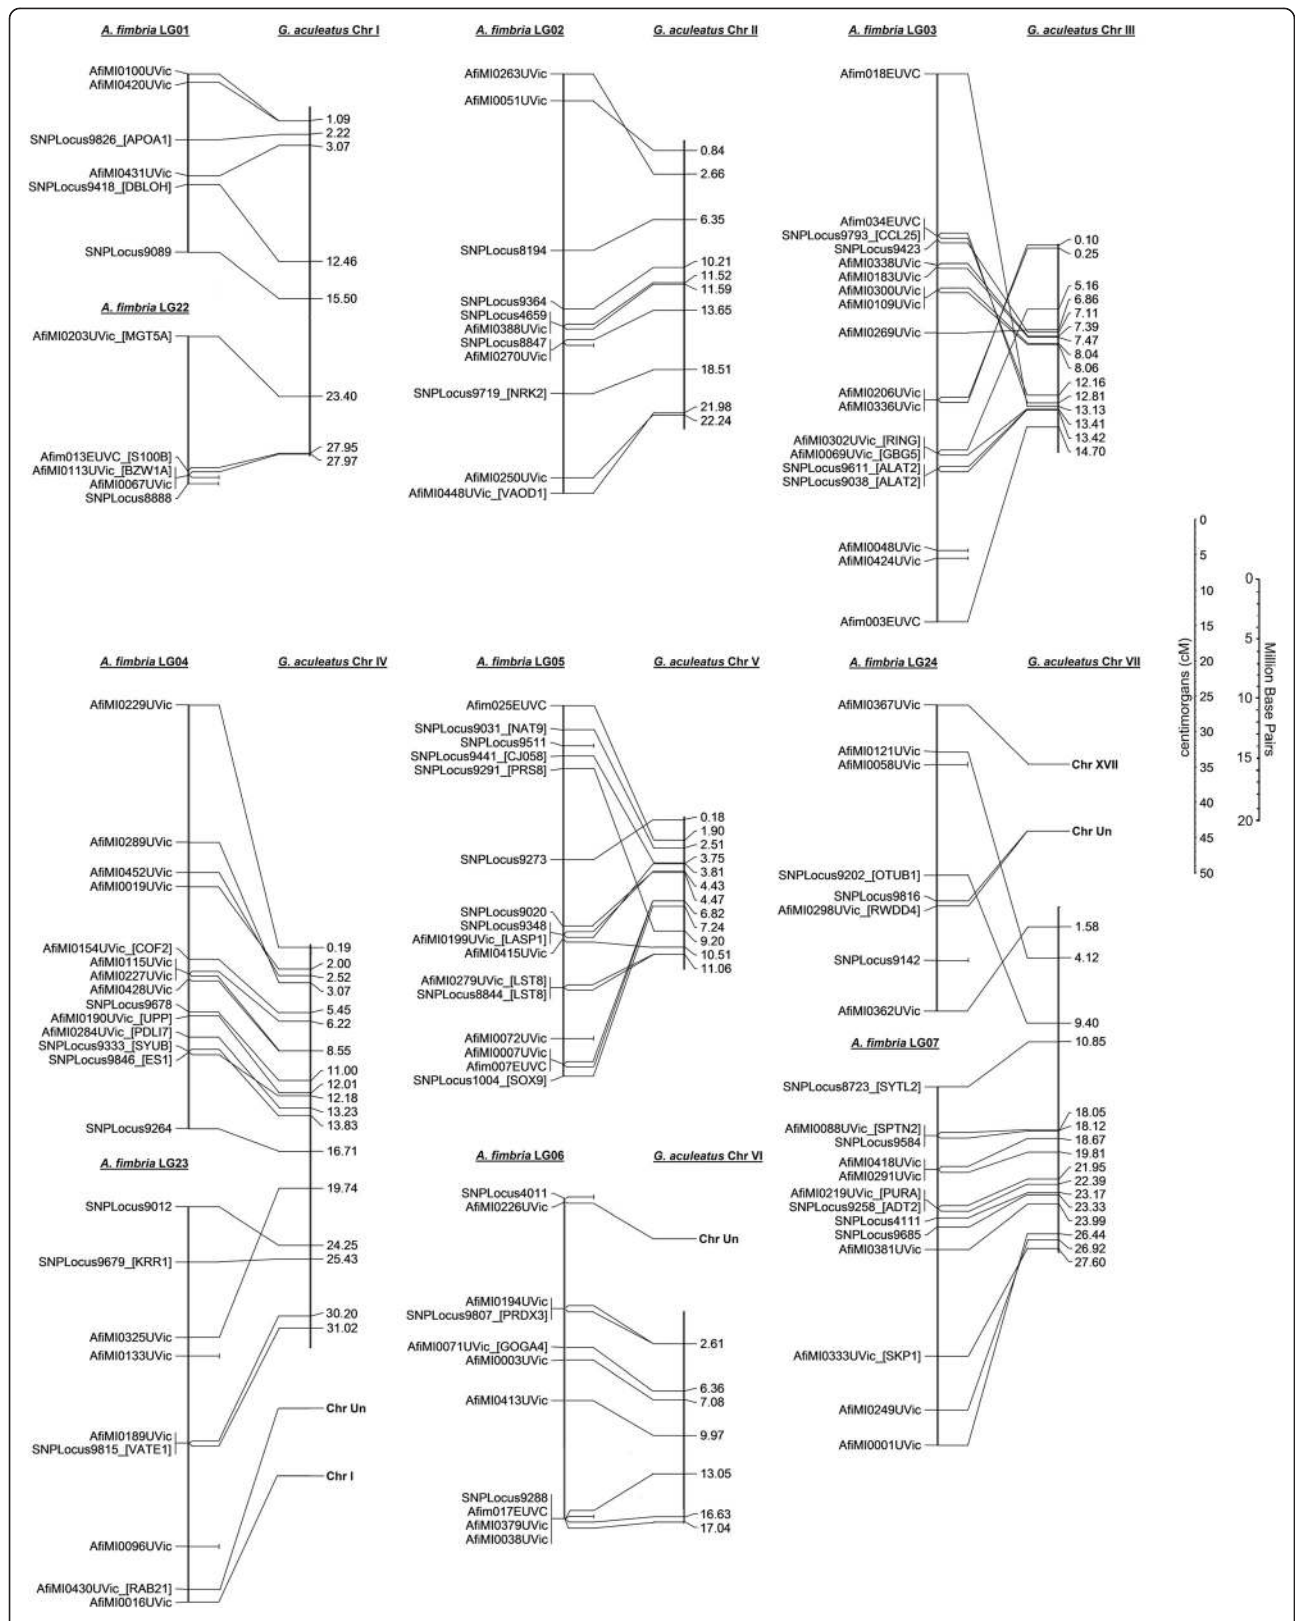 A. fimbria LG01
G. aculeatus Chr I
AfiMI0100UVic
AfiMI0420UVic
SNPLocus9826_[APOA1]
AfiMI0431UVic
SNPLocus9418_[DBLOH]
SNPLocus9089
1.09
2.22
3.07
12.46
15.50
A. fimbria LG22
AfiMI0203UVic_[MGT5A]
Afim013EUVC_[S100B]
AfiMI0113UVic_[BZW1A]
AfiMI0067UVic
SNPLocus8888
23.40
27.95
27.97
A. fimbria LG02
G. aculeatus Chr II
AfiMI0263UVic
AfiMI0051UVic
SNPLocus8194
SNPLocus9364
SNPLocus4659
AfiMI0388UVic
SNPLocus8847
AfiMI0270UVic
SNPLocus9719_[NRK2]
AfiMI0250UVic
AfiMI0448UVic_[VAOD1]
0.84
2.66
6.35
10.21
11.52
11.59
13.65
18.51
21.98
22.24
A. fimbria LG03
G. aculeatus Chr III
Afim018EUVC
Afim034EUVC
SNPLocus9793_[CCL25]
SNPLocus9423
AfiMI0338UVic
AfiMI0183UVic
AfiMI0300UVic
AfiMI0109UVic
AfiMI0269UVic
AfiMI0206UVic
AfiMI0336UVic
AfiMI0302UVic_[RING]
AfiMI0069UVic_[GBG5]
SNPLocus9611_[ALAT2]
SNPLocus9038_[ALAT2]
AfiMI0048UVic
AfiMI0424UVic
Afim003EUVC
0.10
0.25
5.16
6.86
7.11
7.39
7.47
8.04
8.06
12.16
12.81
13.13
13.41
13.42
14.70
0
5
10
15
20
25
30
35
40
45
50
centimorgans (cM)
0
5
10
15
20
Million Base Pairs
A. fimbria LG04
G. aculeatus Chr IV
AfiMI0229UVic
AfiMI0289UVic
AfiMI0452UVic
AfiMI0019UVic
AfiMI0154UVic_[COF2]
AfiMI0115UVic
AfiMI0227UVic
AfiMI0428UVic
SNPLocus9678
AfiMI0190UVic_[UPP]
AfiMI0284UVic_[PDLI7]
SNPLocus9333_[SYUB]
SNPLocus9846_[ES1]
SNPLocus9264
0.19
2.00
2.52
3.07
5.45
6.22
8.55
11.00
12.01
12.18
13.23
13.83
16.71
A. fimbria LG23
SNPLocus9012
SNPLocus9679_[KRR1]
AfiMI0325UVic
AfiMI0133UVic
AfiMI0189UVic
SNPLocus9815_[VATE1]
AfiMI0096UVic
AfiMI0430UVic_[RAB21]
AfiMI0016UVic
19.74
24.25
25.43
30.20
31.02
Chr Un
Chr I
A. fimbria LG05
G. aculeatus Chr V
Afim025EUVC
SNPLocus9031_[NAT9]
SNPLocus9511
SNPLocus9441_[CJ058]
SNPLocus9291_[PRS8]
SNPLocus9273
SNPLocus9020
SNPLocus9348
AfiMI0199UVic_[LASP1]
AfiMI0415UVic
AfiMI0279UVic_[LST8]
SNPLocus8844_[LST8]
AfiMI0072UVic
AfiMI0007UVic
Afim007EUVC
SNPLocus1004_[SOX9]
0.18
1.90
2.51
3.75
3.81
4.43
4.47
6.82
7.24
9.20
10.51
11.06
A. fimbria LG06
G. aculeatus Chr VI
SNPLocus4011
AfiMI0226UVic
AfiMI0194UVic
SNPLocus9807_[PRDX3]
AfiMI0071UVic_[GOGA4]
AfiMI0003UVic
AfiMI0413UVic
SNPLocus9288
Afim017EUVC
AfiMI0379UVic
AfiMI0038UVic
Chr Un
2.61
6.36
7.08
9.97
13.05
16.63
17.04
A. fimbria LG24
G. aculeatus Chr VII
AfiMI0367UVic
AfiMI0121UVic
AfiMI0058UVic
SNPLocus9202_[OTUB1]
SNPLocus9816
AfiMI0298UVic_[RWDD4]
SNPLocus9142
AfiMI0362UVic
Chr XVII
Chr Un
1.58
4.12
9.40
A. fimbria LG07
SNPLocus8723_[SYTL2]
AfiMI0088UVic_[SPTN2]
SNPLocus9584
AfiMI0418UVic
AfiMI0291UVic
AfiMI0219UVic_[PURA]
SNPLocus9258_[ADT2]
SNPLocus4111
SNPLocus9685
AfiMI0381UVic
AfiMI0333UVic_[SKP1]
AfiMI0249UVic
AfiMI0001UVic
10.85
18.05
18.12
18.67
19.81
21.95
22.39
23.17
23.33
23.99
26.44
26.92
27.60